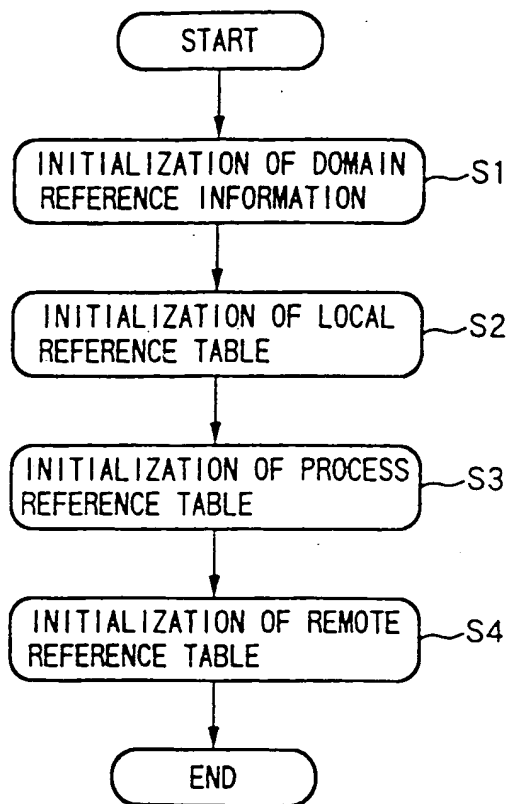 START
INITIALIZATION OF DOMAIN
REFERENCE INFORMATION
S1
INITIALIZATION OF LOCAL
REFERENCE TABLE
S2
INITIALIZATION OF PROCESS
REFERENCE TABLE
S3
INITIALIZATION OF REMOTE
REFERENCE TABLE
S4
END